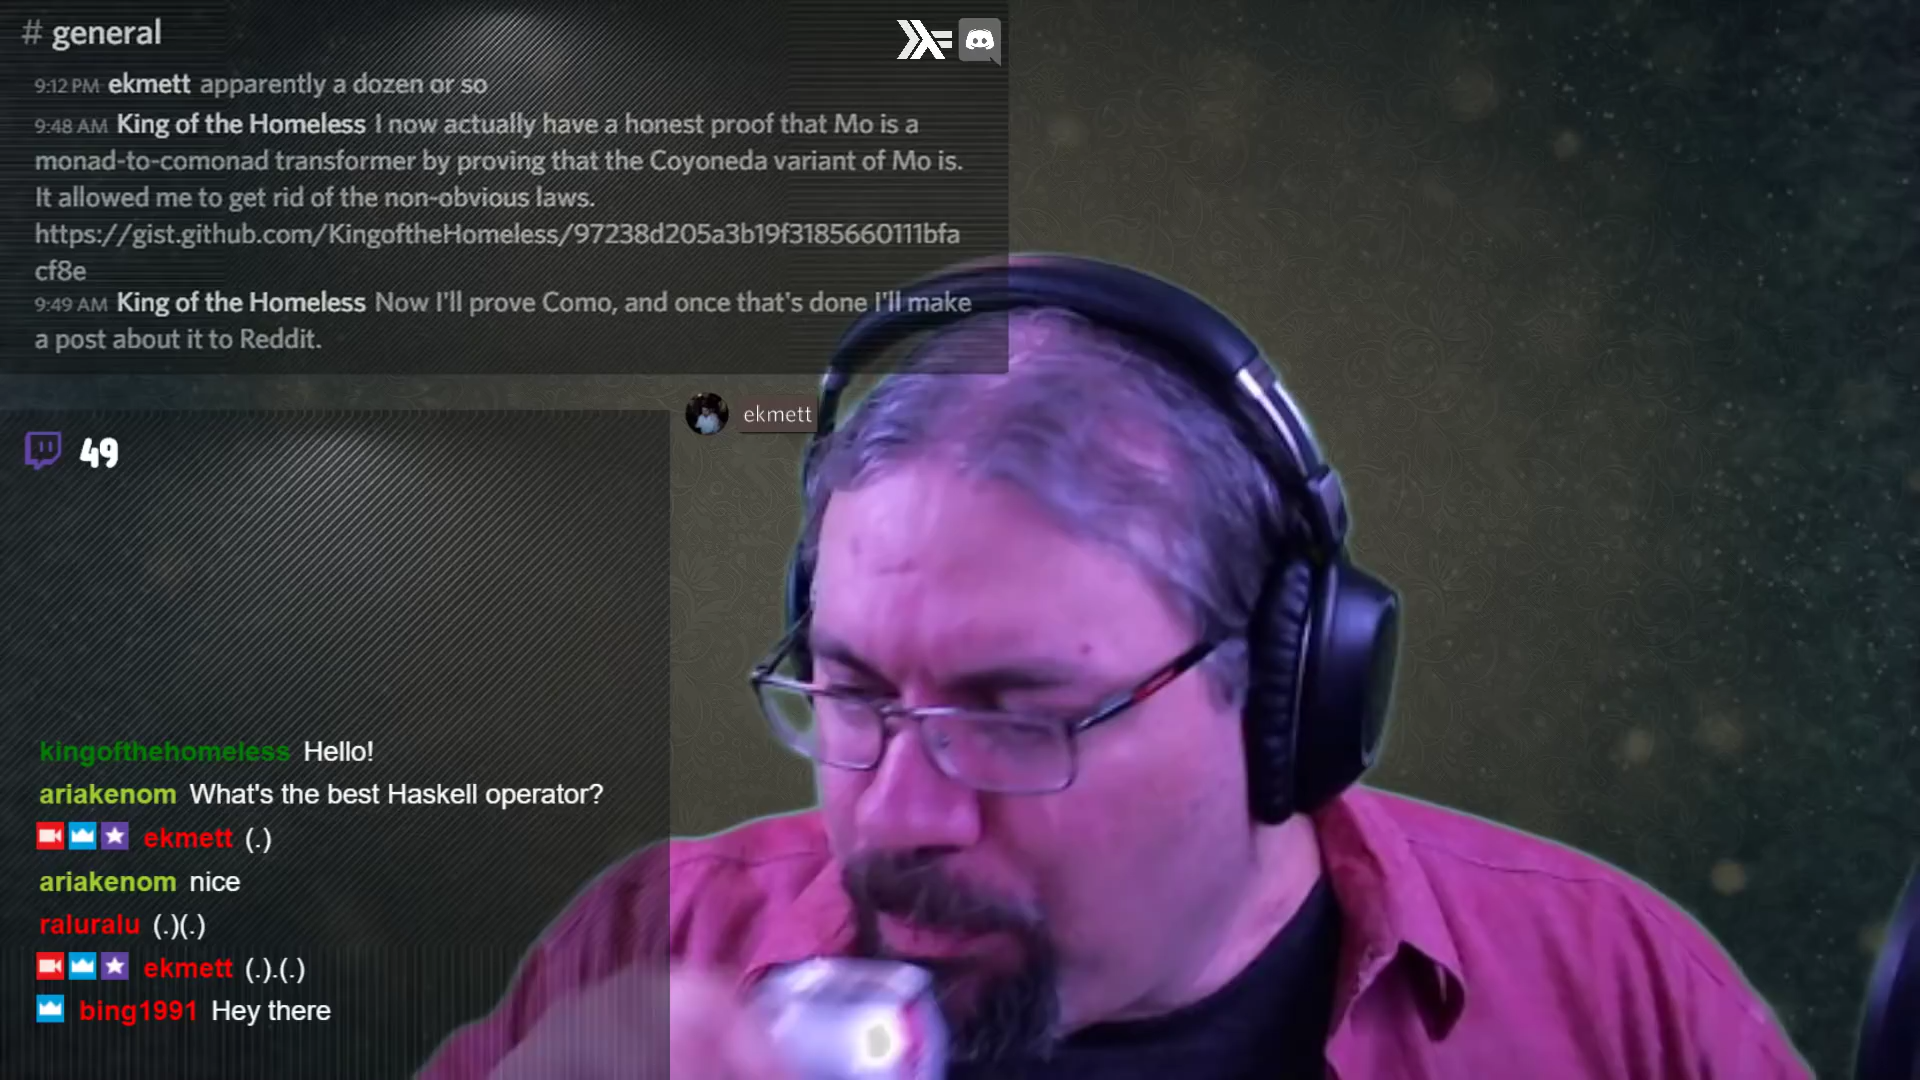 # general
9:12 PM ekmett apparently a dozen or so
9:48 AM King of the Homeless I now actually have a honest proof that Mo is a
monad-to-comonad transformer by proving that the Coyoneda variant of Mo is.
It allowed me to get rid of the non-obvious laws.
https://gist.github.com/KingoftheHomeless/97238d205a3b19f3185660111bfa
cf8e
9:49 AM King of the Homeless Now I'll prove Como, and once that's done I'll make
a post about it to Reddit.
ekmett
49
kingofthehomeless Hello!
ariakenom What's the best Haskell operator?
ekmett (.)
ariakenom nice
raluralu (.)(.)
ekmett (.).(.)
bing1991 Hey there